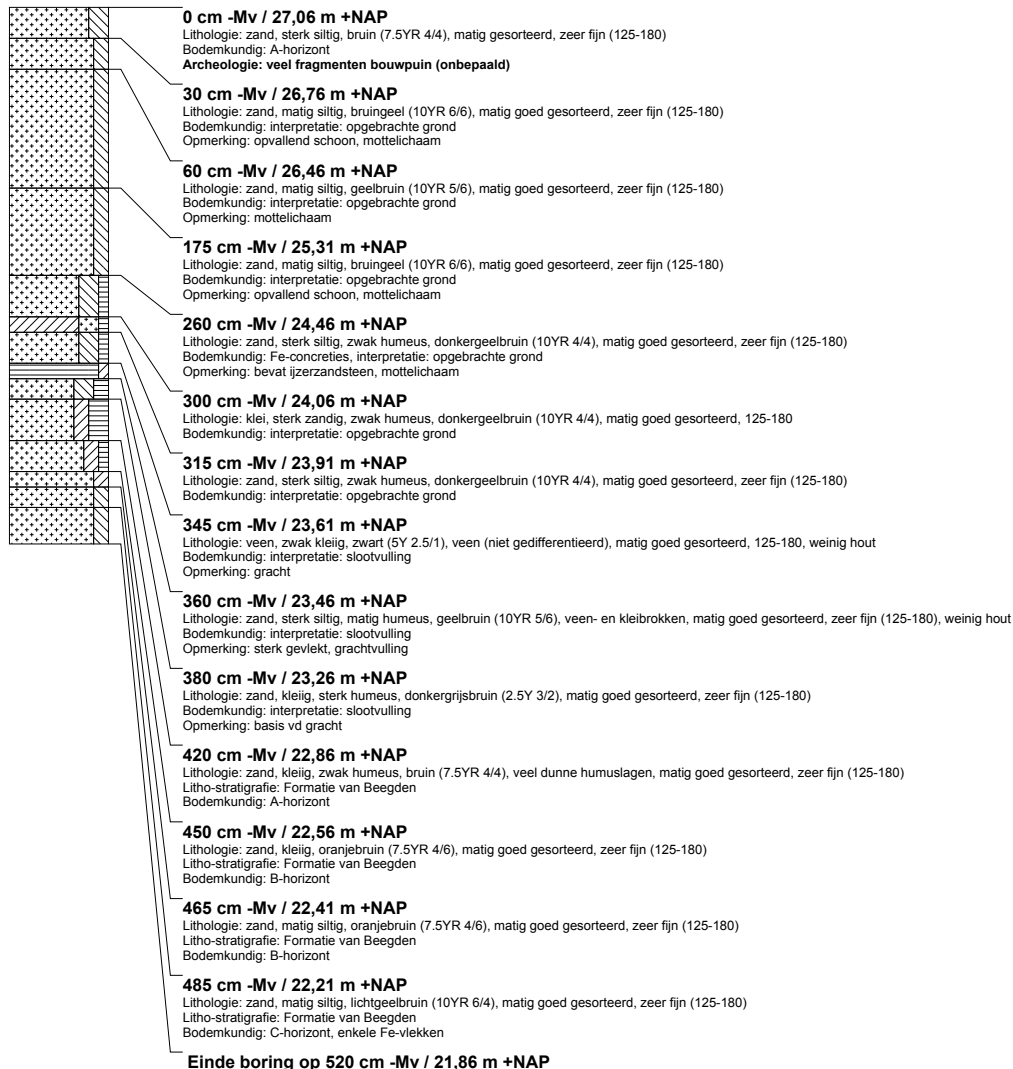 0 cm -Mv / 27,06 m +NAP
Lithologie: zand, sterk siltig, bruin (7.5YR 4/4), matig gesorteerd, zeer fijn (125-180)
Bodemkundig: A-horizont
Archeologie: veel fragmenten bouwpuin (onbepaald)
30 cm -Mv / 26,76 m +NAP
Lithologie: zand, matig siltig, bruingeel (10YR 6/6), matig goed gesorteerd, zeer fijn (125-180)
Bodemkundig: interpretatie: opgebrachte grond
Opmerking: opvallend schoon, mottelichaam
60 cm -Mv / 26,46 m +NAP
Lithologie: zand, matig siltig, geelbruin (10YR 5/6), matig goed gesorteerd, zeer fijn (125-180)
Bodemkundig: interpretatie: opgebrachte grond
Opmerking: mottelichaam
175 cm -Mv / 25,31 m +NAP
Lithologie: zand, matig siltig, bruingeel (10YR 6/6), matig goed gesorteerd, zeer fijn (125-180)
Bodemkundig: interpretatie: opgebrachte grond
Opmerking: opvallend schoon, mottelichaam
260 cm -Mv / 24,46 m +NAP
Lithologie: zand, sterk siltig, zwak humeus, donkergeelbruin (10YR 4/4), matig goed gesorteerd, zeer fijn (125-180)
Bodemkundig: Fe-concreties, interpretatie: opgebrachte grond
Opmerking: bevat ijzerzandsteen, mottelichaam
300 cm -Mv / 24,06 m +NAP
Lithologie: klei, sterk zandig, zwak humeus, donkergeelbruin (10YR 4/4), matig goed gesorteerd, 125-180
Bodemkundig: interpretatie: opgebrachte grond
315 cm -Mv / 23,91 m +NAP
Lithologie: zand, sterk siltig, zwak humeus, donkergeelbruin (10YR 4/4), matig goed gesorteerd, zeer fijn (125-180)
Bodemkundig: interpretatie: opgebrachte grond
345 cm -Mv / 23,61 m +NAP
Lithologie: veen, zwak kleiig, zwart (5Y 2.5/1), veen (niet gedifferentieerd), matig goed gesorteerd, 125-180, weinig hout
Bodemkundig: interpretatie: slootvulling
Opmerking: gracht
360 cm -Mv / 23,46 m +NAP
Lithologie: zand, sterk siltig, matig humeus, geelbruin (10YR 5/6), veen- en kleibrokken, matig goed gesorteerd, zeer fijn (125-180), weinig hout
Bodemkundig: interpretatie: slootvulling
Opmerking: sterk gevlekt, grachtvulling
380 cm -Mv / 23,26 m +NAP
Lithologie: zand, kleiig, sterk humeus, donkergrijsbruin (2.5Y 3/2), matig goed gesorteerd, zeer fijn (125-180)
Bodemkundig: interpretatie: slootvulling
Opmerking: basis vd gracht
420 cm -Mv / 22,86 m +NAP
Lithologie: zand, kleiig, zwak humeus, bruin (7.5YR 4/4), veel dunne humuslagen, matig goed gesorteerd, zeer fijn (125-180)
Litho-stratigrafie: Formatie van Beegden
Bodemkundig: A-horizont
450 cm -Mv / 22,56 m +NAP
Lithologie: zand, kleiig, oranjebruin (7.5YR 4/6), matig goed gesorteerd, zeer fijn (125-180)
Litho-stratigrafie: Formatie van Beegden
Bodemkundig: B-horizont
465 cm -Mv / 22,41 m +NAP
Lithologie: zand, matig siltig, oranjebruin (7.5YR 4/6), matig goed gesorteerd, zeer fijn (125-180)
Litho-stratigrafie: Formatie van Beegden
Bodemkundig: B-horizont
485 cm -Mv / 22,21 m +NAP
Lithologie: zand, matig siltig, lichtgeelbruin (10YR 6/4), matig goed gesorteerd, zeer fijn (125-180)
Litho-stratigrafie: Formatie van Beegden
Bodemkundig: C-horizont, enkele Fe-vlekken
Einde boring op 520 cm -Mv / 21,86 m +NAP